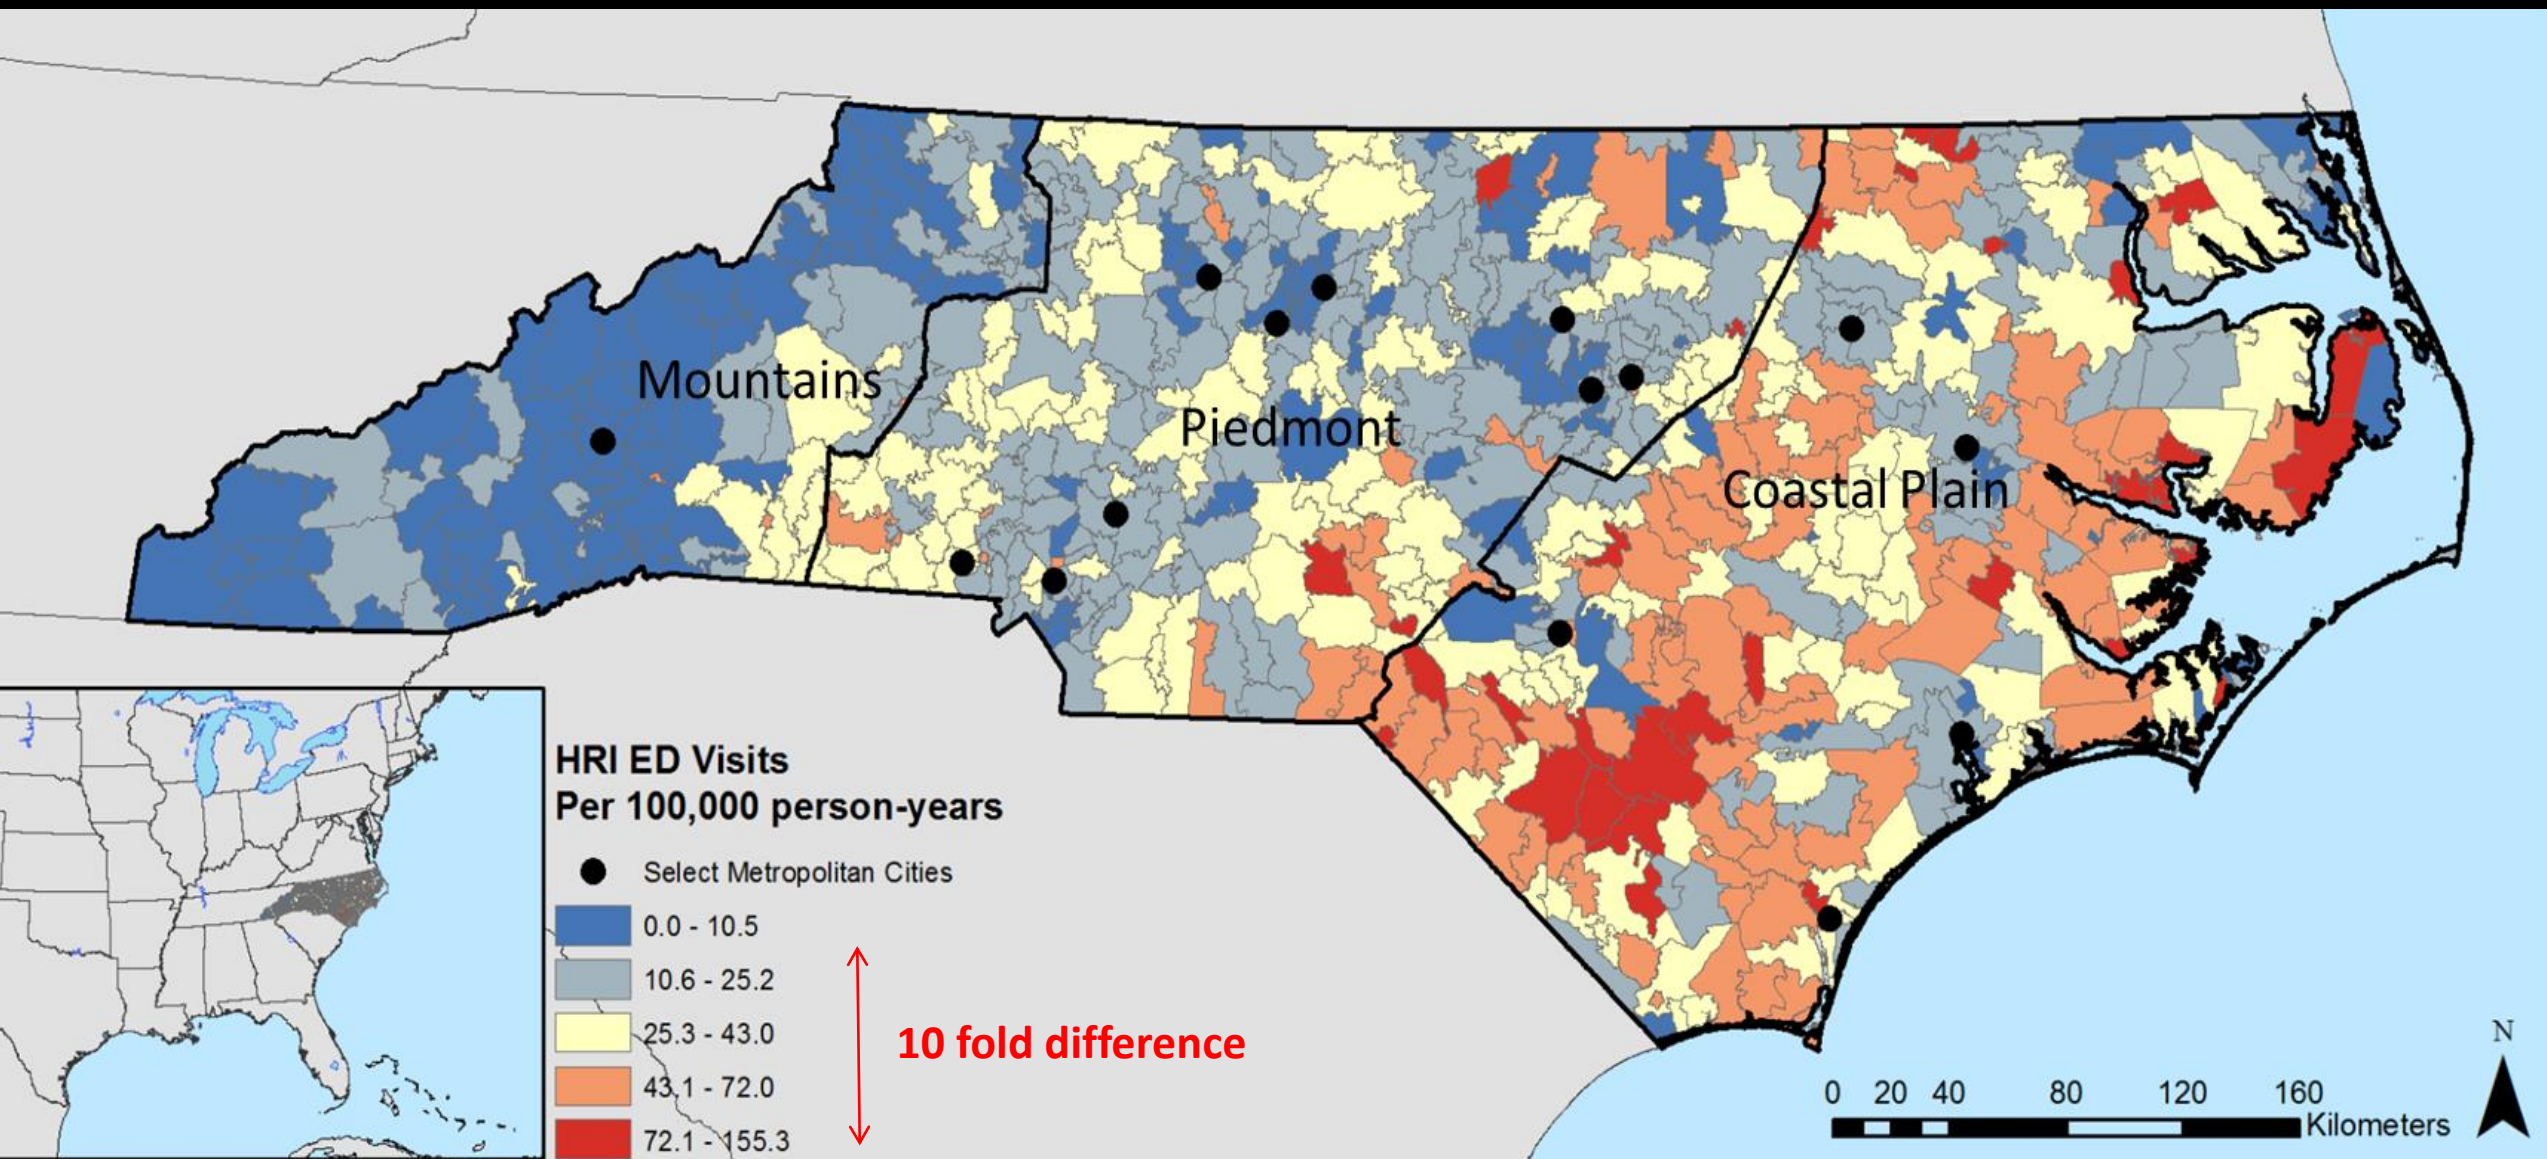 Mountains
Piedmont
Coastal Plain
HRI ED Visits
Per 100,000 person-years
Select Metropolitan Cities
0.0 - 10.5
10.6 - 25.2
25.3 - 43.0
43.1 - 72.0
72.1 - 155.3
10 fold difference
N
0 20 40 80 120 160
Kilometers